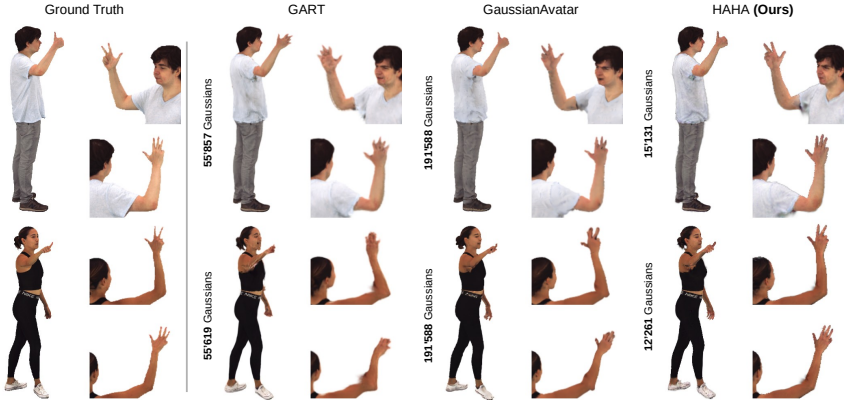 Ground Truth
GART
GaussianAvatar
HAHA (Ours)
55'857 Gaussians
191'588 Gaussians
15'131 Gaussians
55'619 Gaussians
191'588 Gaussians
12'261 Gaussians